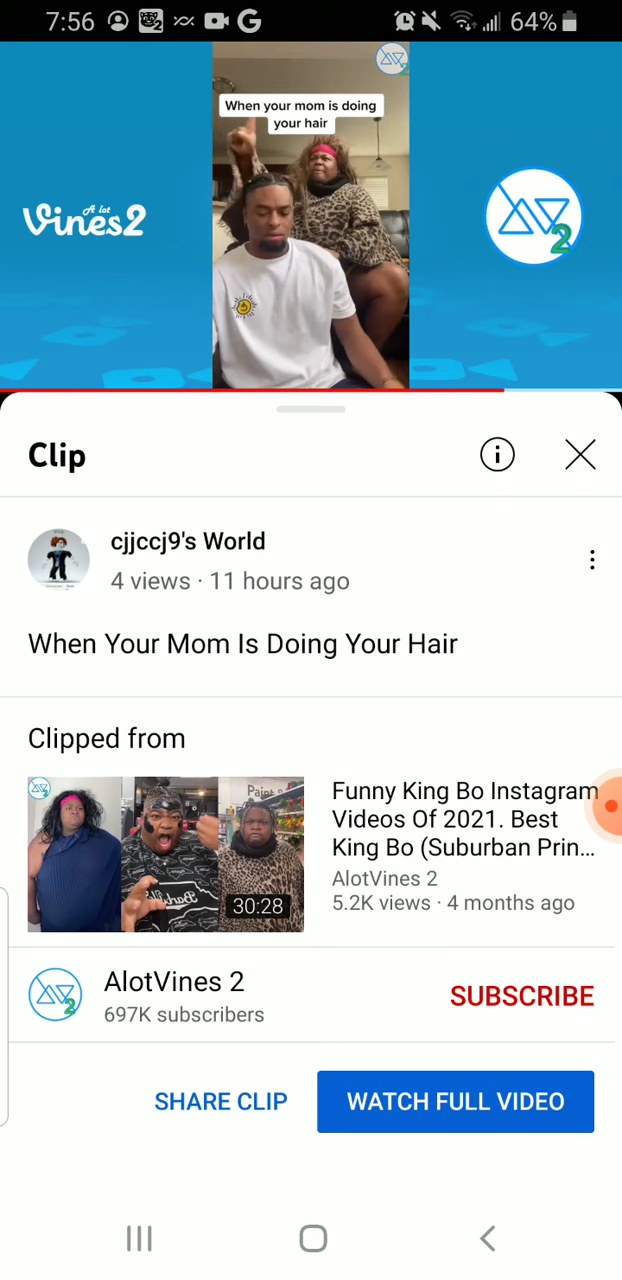 7:56
64%
When your mom is doing
your hair
A lot
Vines2
2
Clip
cjjccj9's World
4 views · 11 hours ago
When Your Mom Is Doing Your Hair
Clipped from
Funny King Bo Instagram
Videos Of 2021. Best
King Bo (Suburban Prin...
30:28
AlotVines 2
5.2K views · 4 months ago
AlotVines 2
697K subscribers
SUBSCRIBE
SHARE CLIP
WATCH FULL VIDEO